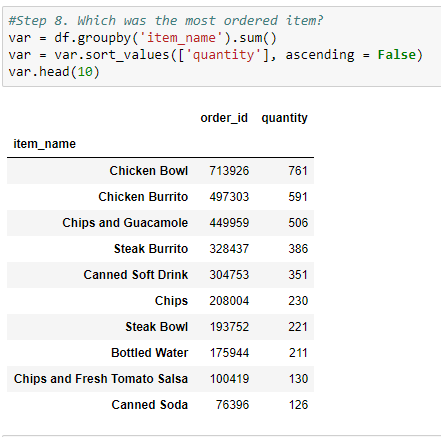 #Step 8. Which was the most ordered item?
var = df.groupby('item_name').sum()
var = var.sort_values(['quantity'], ascending = False)
var.head(10)
order_id quantity
item_name
Chicken Bowl 713926 761
Chicken Burrito 497303 591
Chips and Guacamole 449959 506
Steak Burrito 328437 386
Canned Soft Drink 304753 351
Chips 208004 230
Steak Bowl 193752 221
Bottled Water 175944 211
Chips and Fresh Tomato Salsa 100419 130
Canned Soda 76396 126